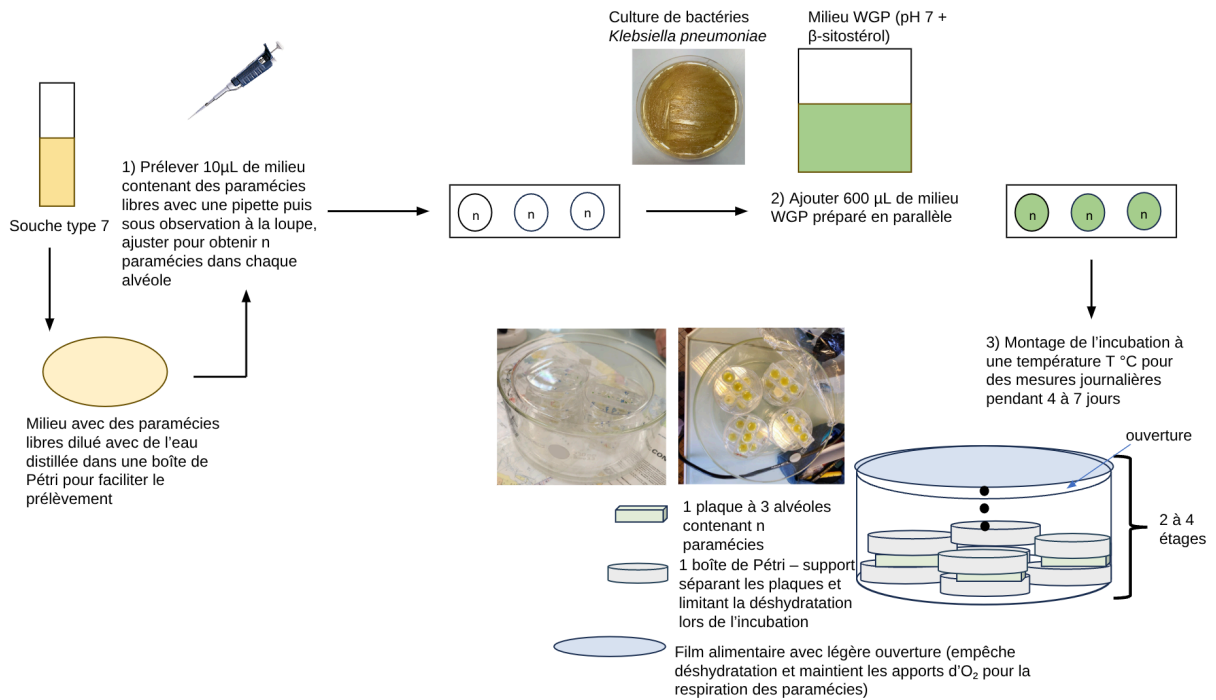 Culture de bactéries
Klebsiella pneumoniae
Milieu WGP (pH 7 +
β-sitostérol)
Souche type 7
1) Prélever 10µL de milieu
contenant des paramécies
libres avec une pipette puis
sous observation à la loupe,
ajuster pour obtenir n
paramécies dans chaque
alvéole
n n n
2) Ajouter 600 µL de milieu
WGP préparé en parallèle
n n n
Milieu avec des paramécies
libres dilué avec de l'eau
distillée dans une boîte de
Pétri pour faciliter le
prélèvement
3) Montage de l'incubation à
une température T °C pour
des mesures journalières
pendant 4 à 7 jours
ouverture
2 à 4
étages
1 plaque à 3 alvéoles
contenant n
paramécies
1 boîte de Pétri – support
séparant les plaques et
limitant la déshydratation
lors de l'incubation
Film alimentaire avec légère ouverture (empêche
déshydratation et maintient les apports d'O₂ pour la
respiration des paramécies)